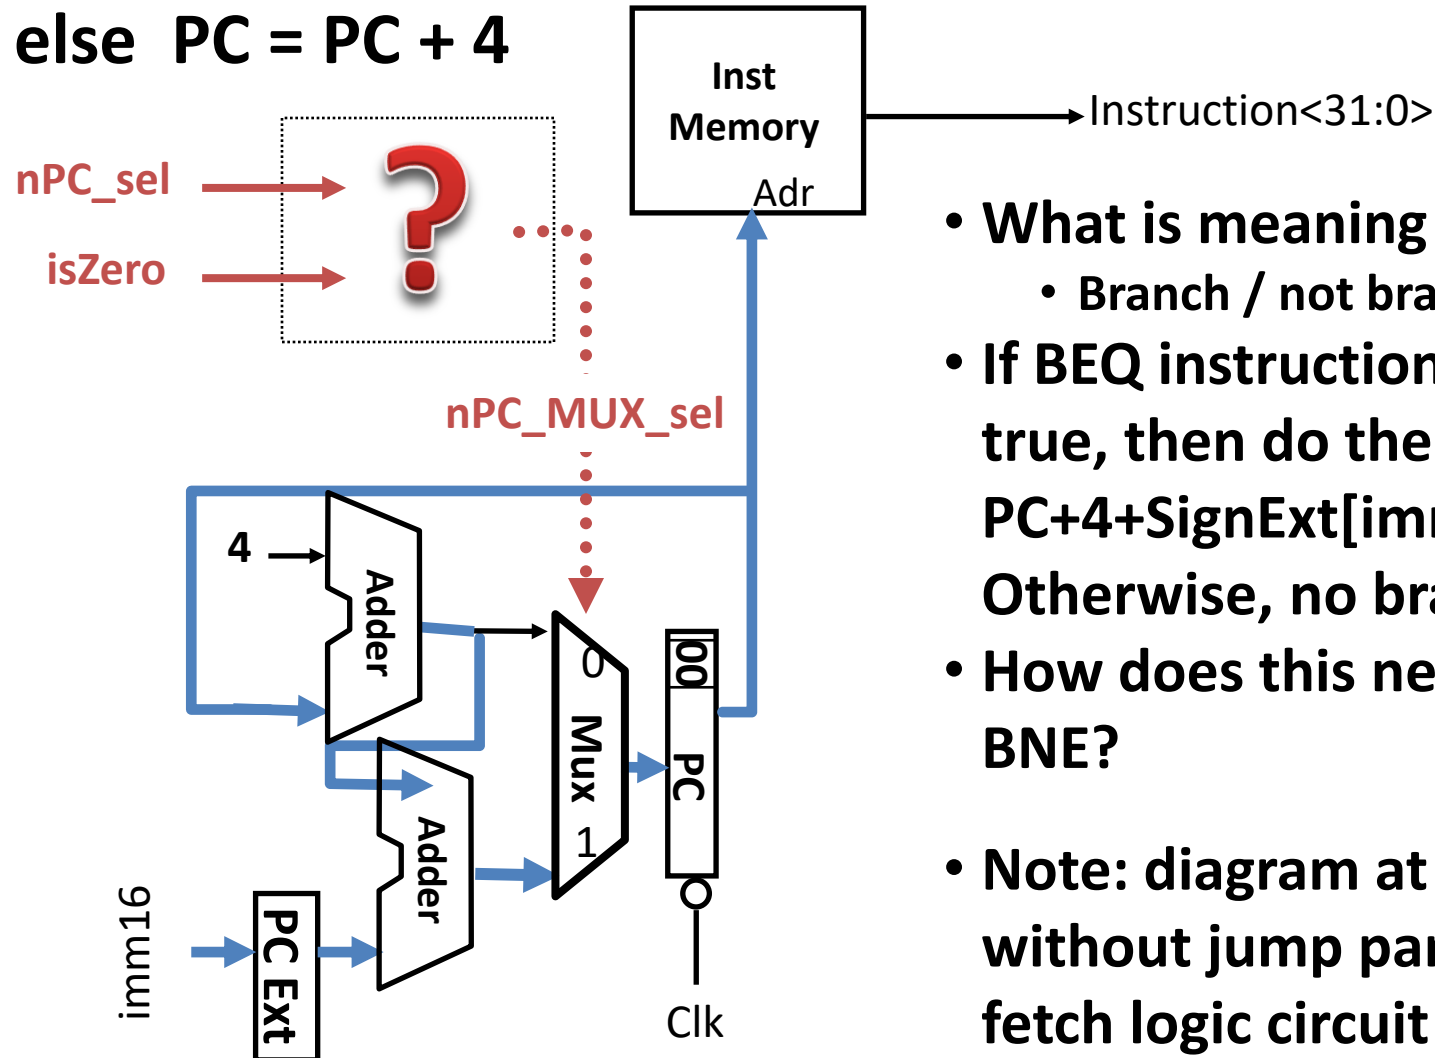 else PC = PC + 4
Inst
Memory
Adr
Instruction<31:0>
nPC_sel
isZero
nPC_MUX_sel
4
Adder
Adder
0
Mux
1
00
PC
imm16
PC Ext
Clk
• What is meaning
• Branch / not bra
• If BEQ instruction
true, then do the
PC+4+SignExt[imm
Otherwise, no bra
• How does this ne
BNE?
• Note: diagram at
without jump par
fetch logic circuit